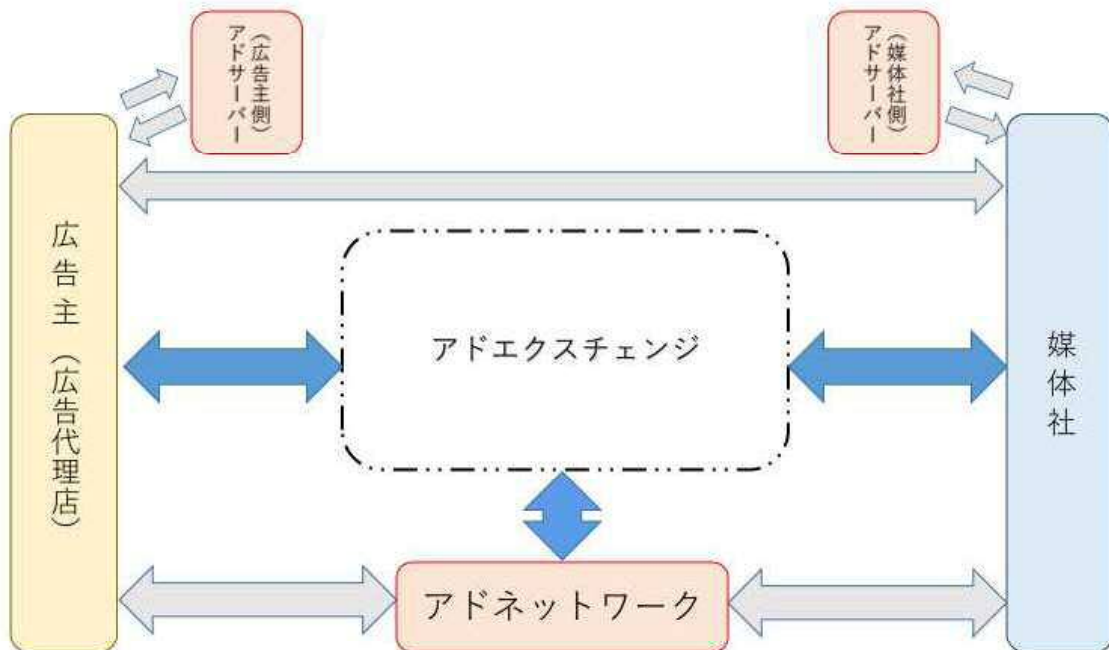 （広告主側）
アドサーバー
（媒体社側）
アドサーバー
広告主（広告代理店）
アドエクスチェンジ
媒体社
アドネットワーク